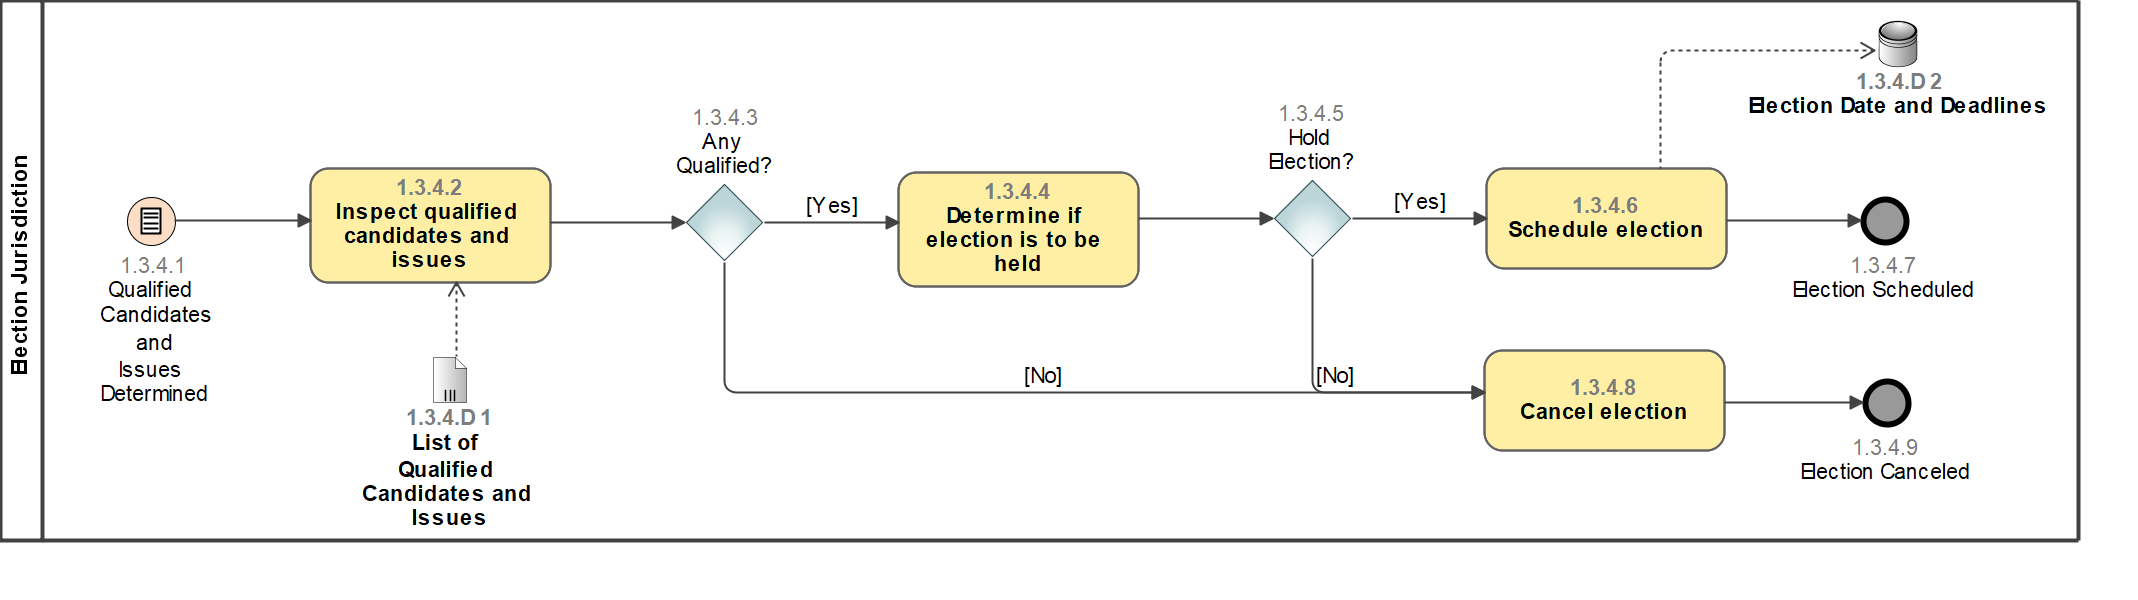 Election Jurisdiction
1.3.4.1
Qualified
Candidates
and
Issues
Determined
1.3.4.2
Inspect qualified
candidates and
issues
1.3.4.D 1
List of
Qualified
Candidates and
Issues
1.3.4.3
Any
Qualified?
[Yes]
[No]
1.3.4.4
Determine if
election is to be
held
1.3.4.5
Hold
Election?
[Yes]
[No]
1.3.4.6
Schedule election
1.3.4.D 2
Election Date and Deadlines
1.3.4.7
Election Scheduled
1.3.4.8
Cancel election
1.3.4.9
Election Canceled